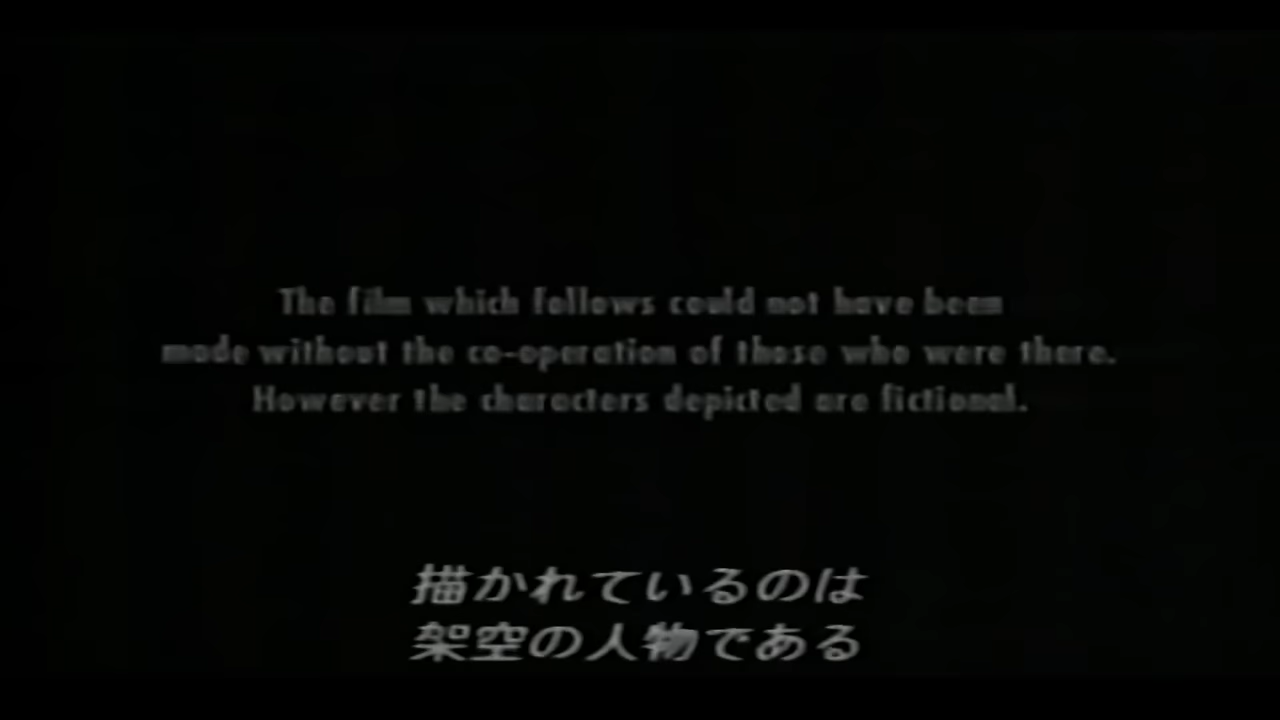 The film which follows could not have been
made without the co-operation of those who were there.
However the characters depicted are fictional.
描かれているのは
架空の人物である